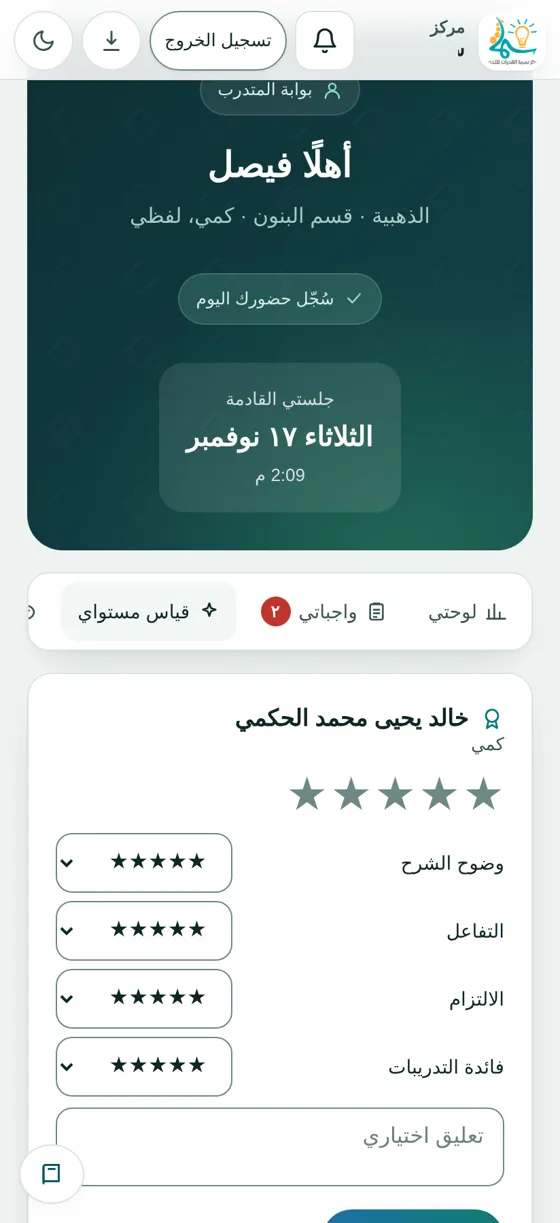 مركز
تسجيل الخروج
بوابة المتدرب
أهلًا فيصل
الذهبية · قسم البنون · كمي، لفظي
سُجّل حضورك اليوم
جلستي القادمة
الثلاثاء ١٧ نوفمبر
2:09 م
لوحتي
واجباتي ٢
قياس مستواي
خالد يحيى محمد الحكمي
كمي
★★★★★
وضوح الشرح ★★★★★
التفاعل ★★★★★
الالتزام ★★★★★
فائدة التدريبات ★★★★★
تعليق اختياري